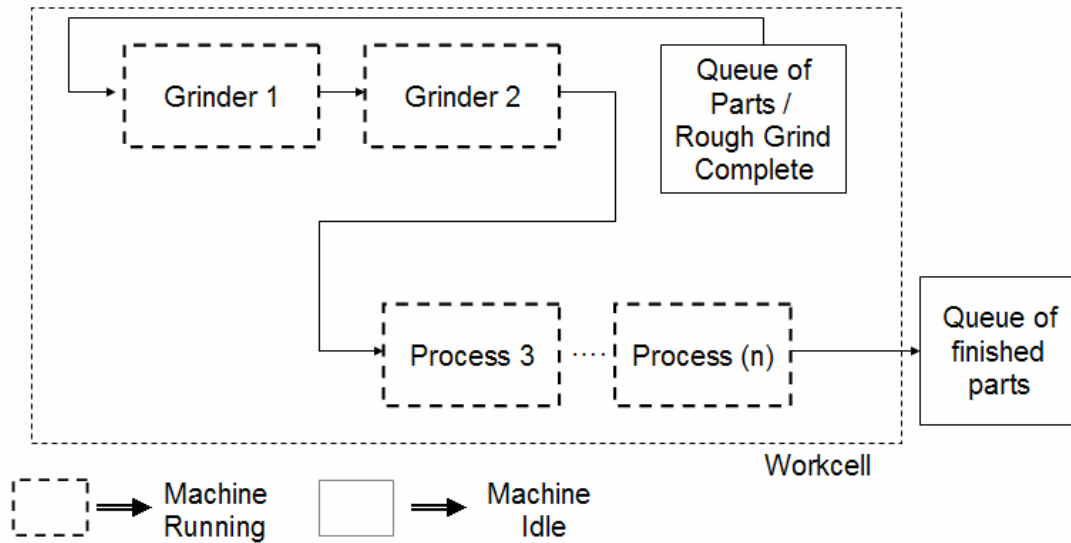 Grinder 1
Grinder 2
Queue of
Parts /
Rough Grind
Complete
Process 3
....
Process (n)
Queue of
finished
parts
Workcell
Machine
Running
Machine
Idle